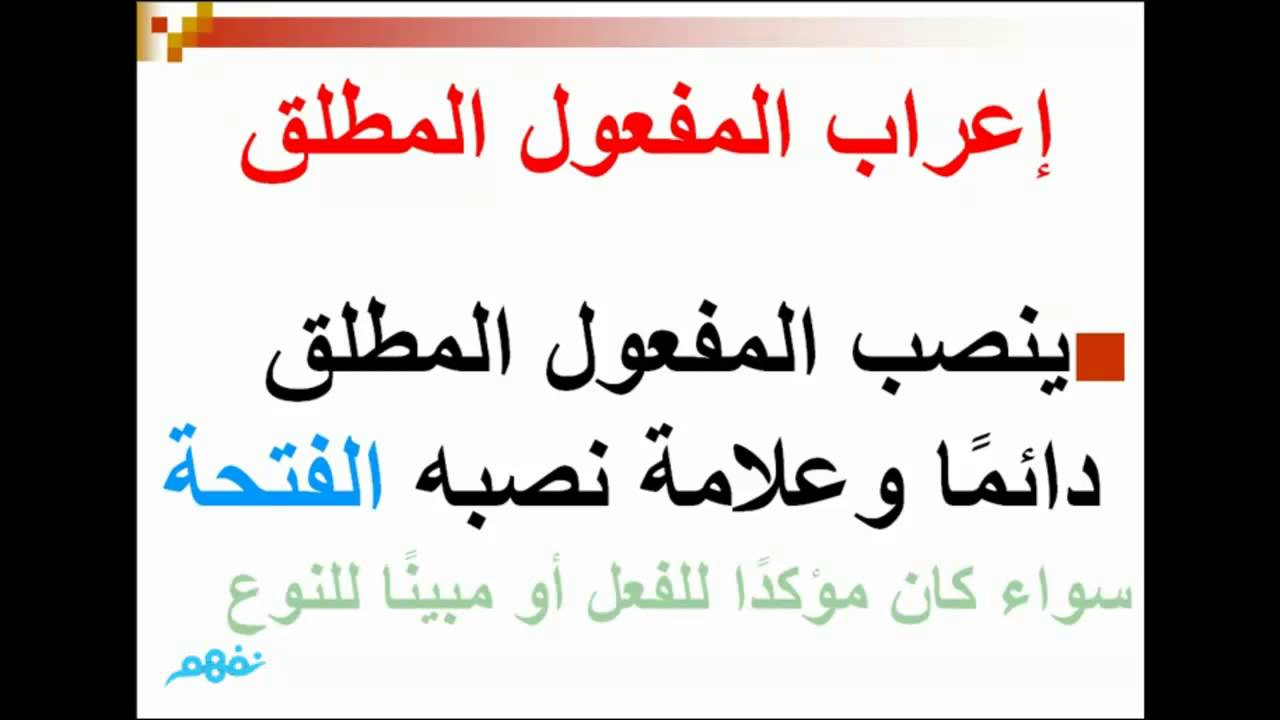 إعراب المفعول المطلق
ينصب المفعول المطلق
دائمًا وعلامة نصبه الفتحة
سواء كان مؤكدًا للفعل أو مبينًا للنوع
نفهم